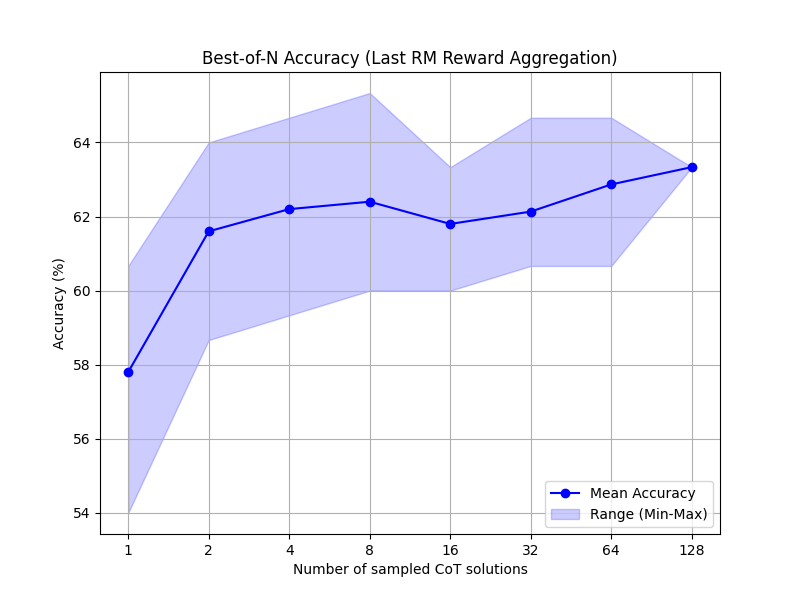 Best-of-N Accuracy (Last RM Reward Aggregation)
Accuracy (%)
64
62
60
58
56
54
Mean Accuracy
Range (Min-Max)
1 2 4 8 16 32 64 128
Number of sampled CoT solutions